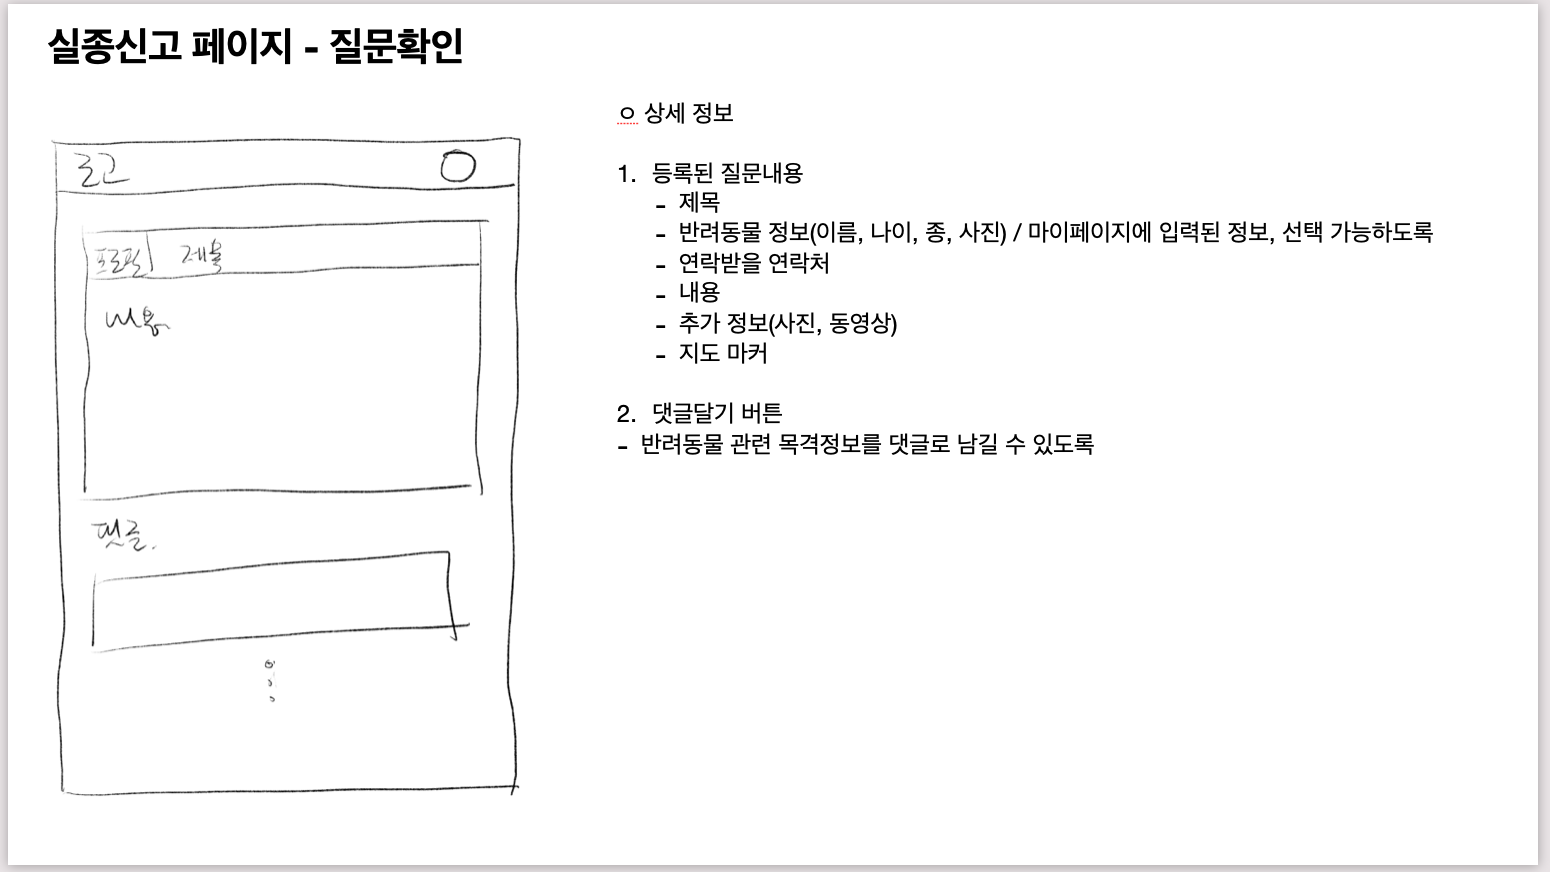 실종신고 페이지 - 질문확인
로고
프로필 제목
내용
댓글.
ㅇ 상세 정보
1. 등록된 질문내용
- 제목
- 반려동물 정보(이름, 나이, 종, 사진) / 마이페이지에 입력된 정보, 선택 가능하도록
- 연락받을 연락처
- 내용
- 추가 정보(사진, 동영상)
- 지도 마커
2. 댓글달기 버튼
- 반려동물 관련 목격정보를 댓글로 남길 수 있도록